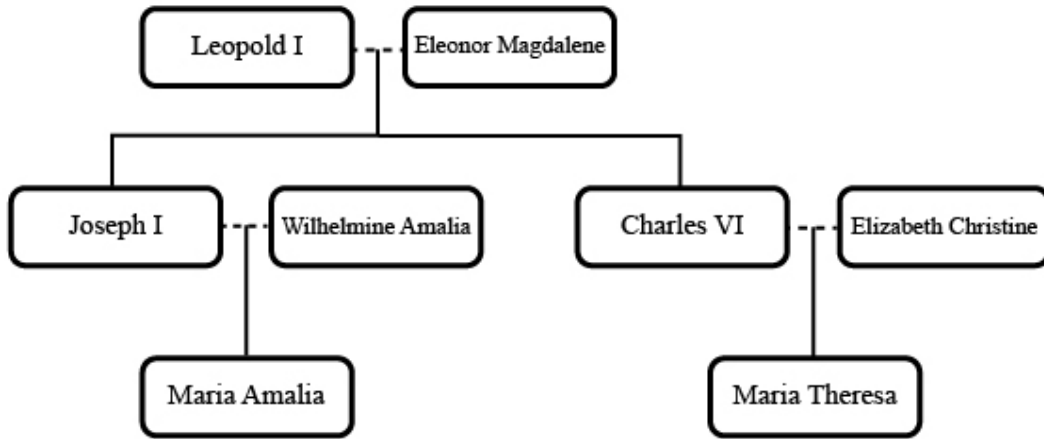 Leopold I
Eleonor Magdalene
Joseph I
Wilhelmine Amalia
Charles VI
Elizabeth Christine
Maria Amalia
Maria Theresa